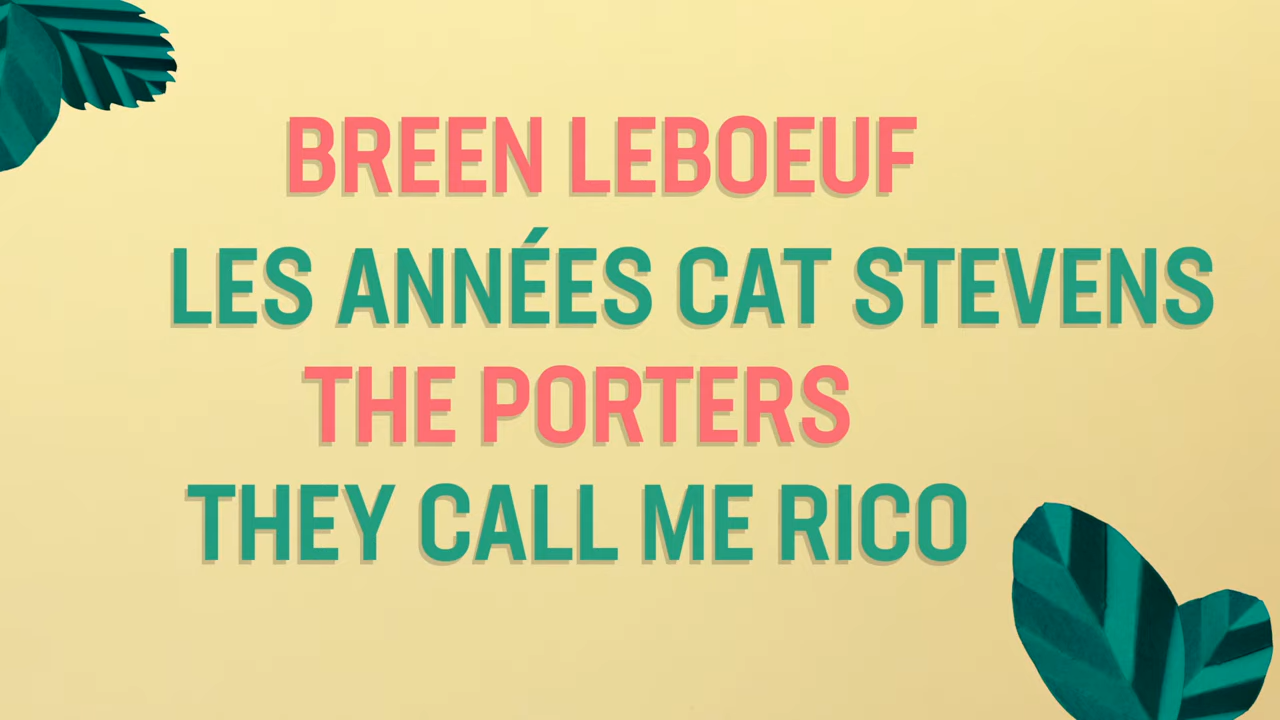 BREEN LEBOEUF
LES ANNÉES CAT STEVENS
THE PORTERS
THEY CALL ME RICO